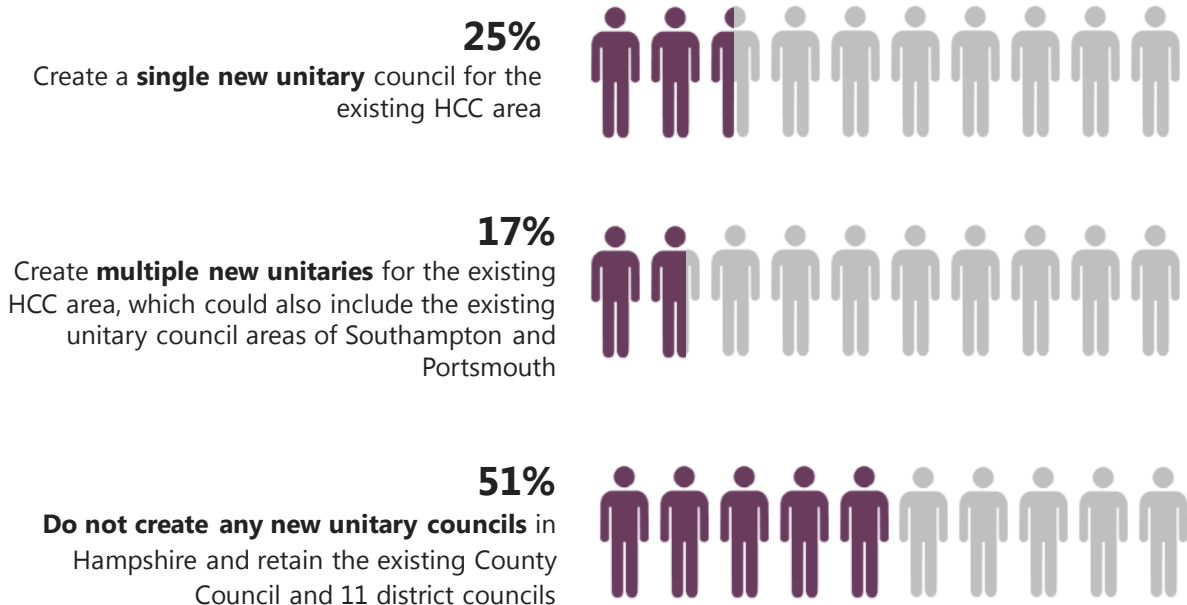 25%
Create a single new unitary council for the
existing HCC area
17%
Create multiple new unitaries for the existing
HCC area, which could also include the existing
unitary council areas of Southampton and
Portsmouth
51%
Do not create any new unitary councils in
Hampshire and retain the existing County
Council and 11 district councils